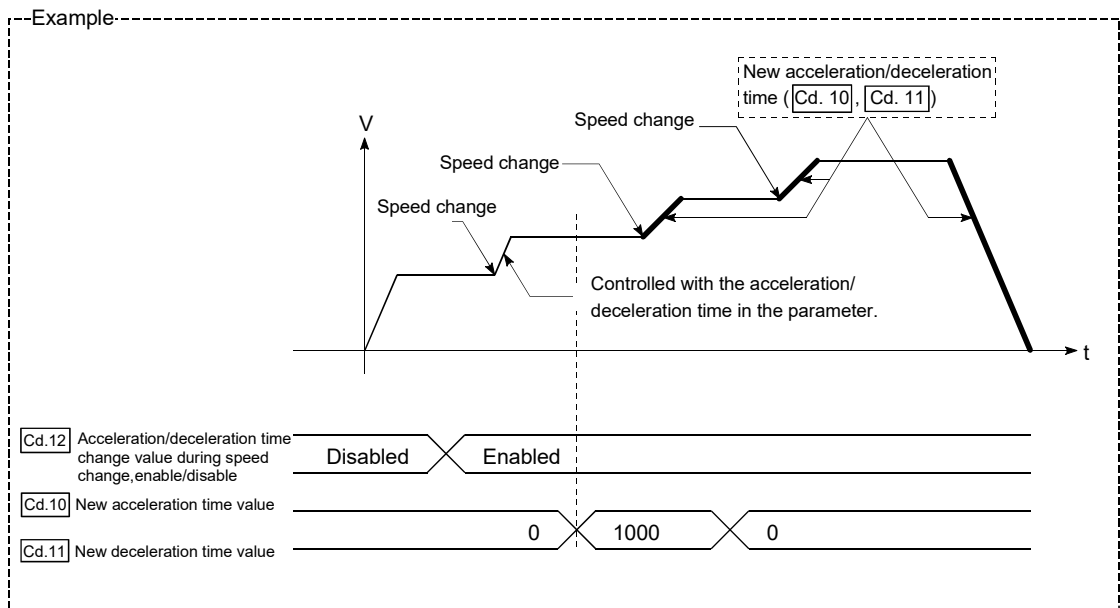 Example
New acceleration/deceleration
time ( Cd. 10 , Cd. 11 )
Speed change
V
Speed change
Speed change
Controlled with the acceleration/
deceleration time in the parameter.
t
Cd.12 Acceleration/deceleration time
change value during speed
change,enable/disable
Disabled Enabled
Cd.10 New acceleration time value
0 1000 0
Cd.11 New deceleration time value